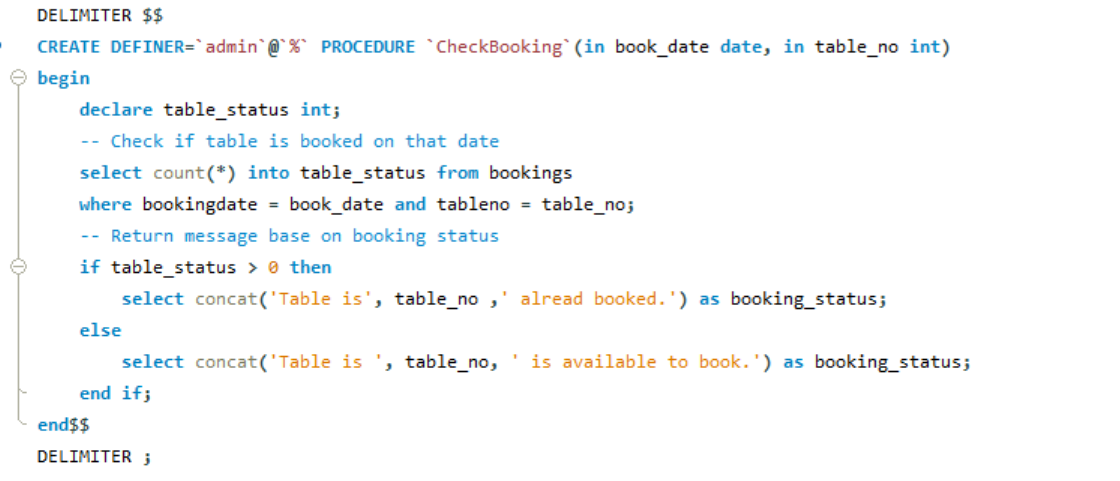 DELIMITER $$
CREATE DEFINER=`admin`@`%` PROCEDURE `CheckBooking`(in book_date date, in table_no int)
begin
    declare table_status int;
    -- Check if table is booked on that date
    select count(*) into table_status from bookings
    where bookingdate = book_date and tableno = table_no;
    -- Return message base on booking status
    if table_status > 0 then
        select concat('Table is', table_no ,' alread booked.') as booking_status;
    else
        select concat('Table is ', table_no, ' is available to book.') as booking_status;
    end if;
end$$
DELIMITER ;